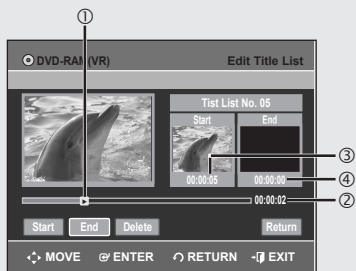 ①
DVD-RAM(VR) Edit Title List
Tist List No. 05
Start End
00:00:05 00:00:00
③
④
00:00:02 ②
Start End Delete Return
MOVE ENTER RETURN EXIT